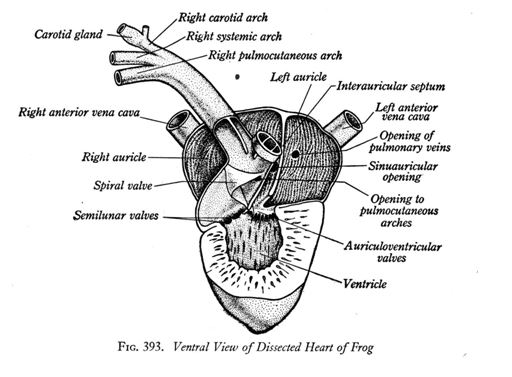 Right carotid arch
Carotid gland
Right systemic arch
Right pulmocutaneous arch
Left auricle
Interauricular septum
Right anterior vena cava
Left anterior
vena cava
Opening of
pulmonary veins
Right auricle
Sinuauricular
opening
Spiral valve
Opening to
pulmocutaneous
arches
Semilunar valves
Auriculoventricular
valves
Ventricle
FIG. 393. Ventral View of Dissected Heart of Frog